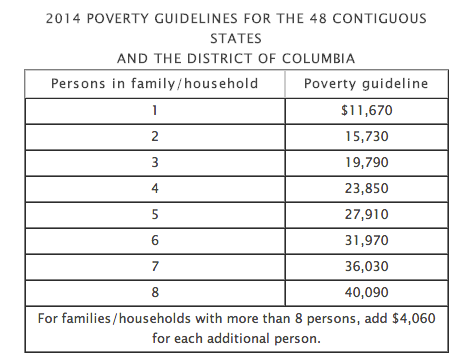 2014 POVERTY GUIDELINES FOR THE 48 CONTIGUOUS
STATES
AND THE DISTRICT OF COLUMBIA
Persons in family/household Poverty guideline
1 $11,670
2 15,730
3 19,790
4 23,850
5 27,910
6 31,970
7 36,030
8 40,090
For families/households with more than 8 persons, add $4,060
for each additional person.